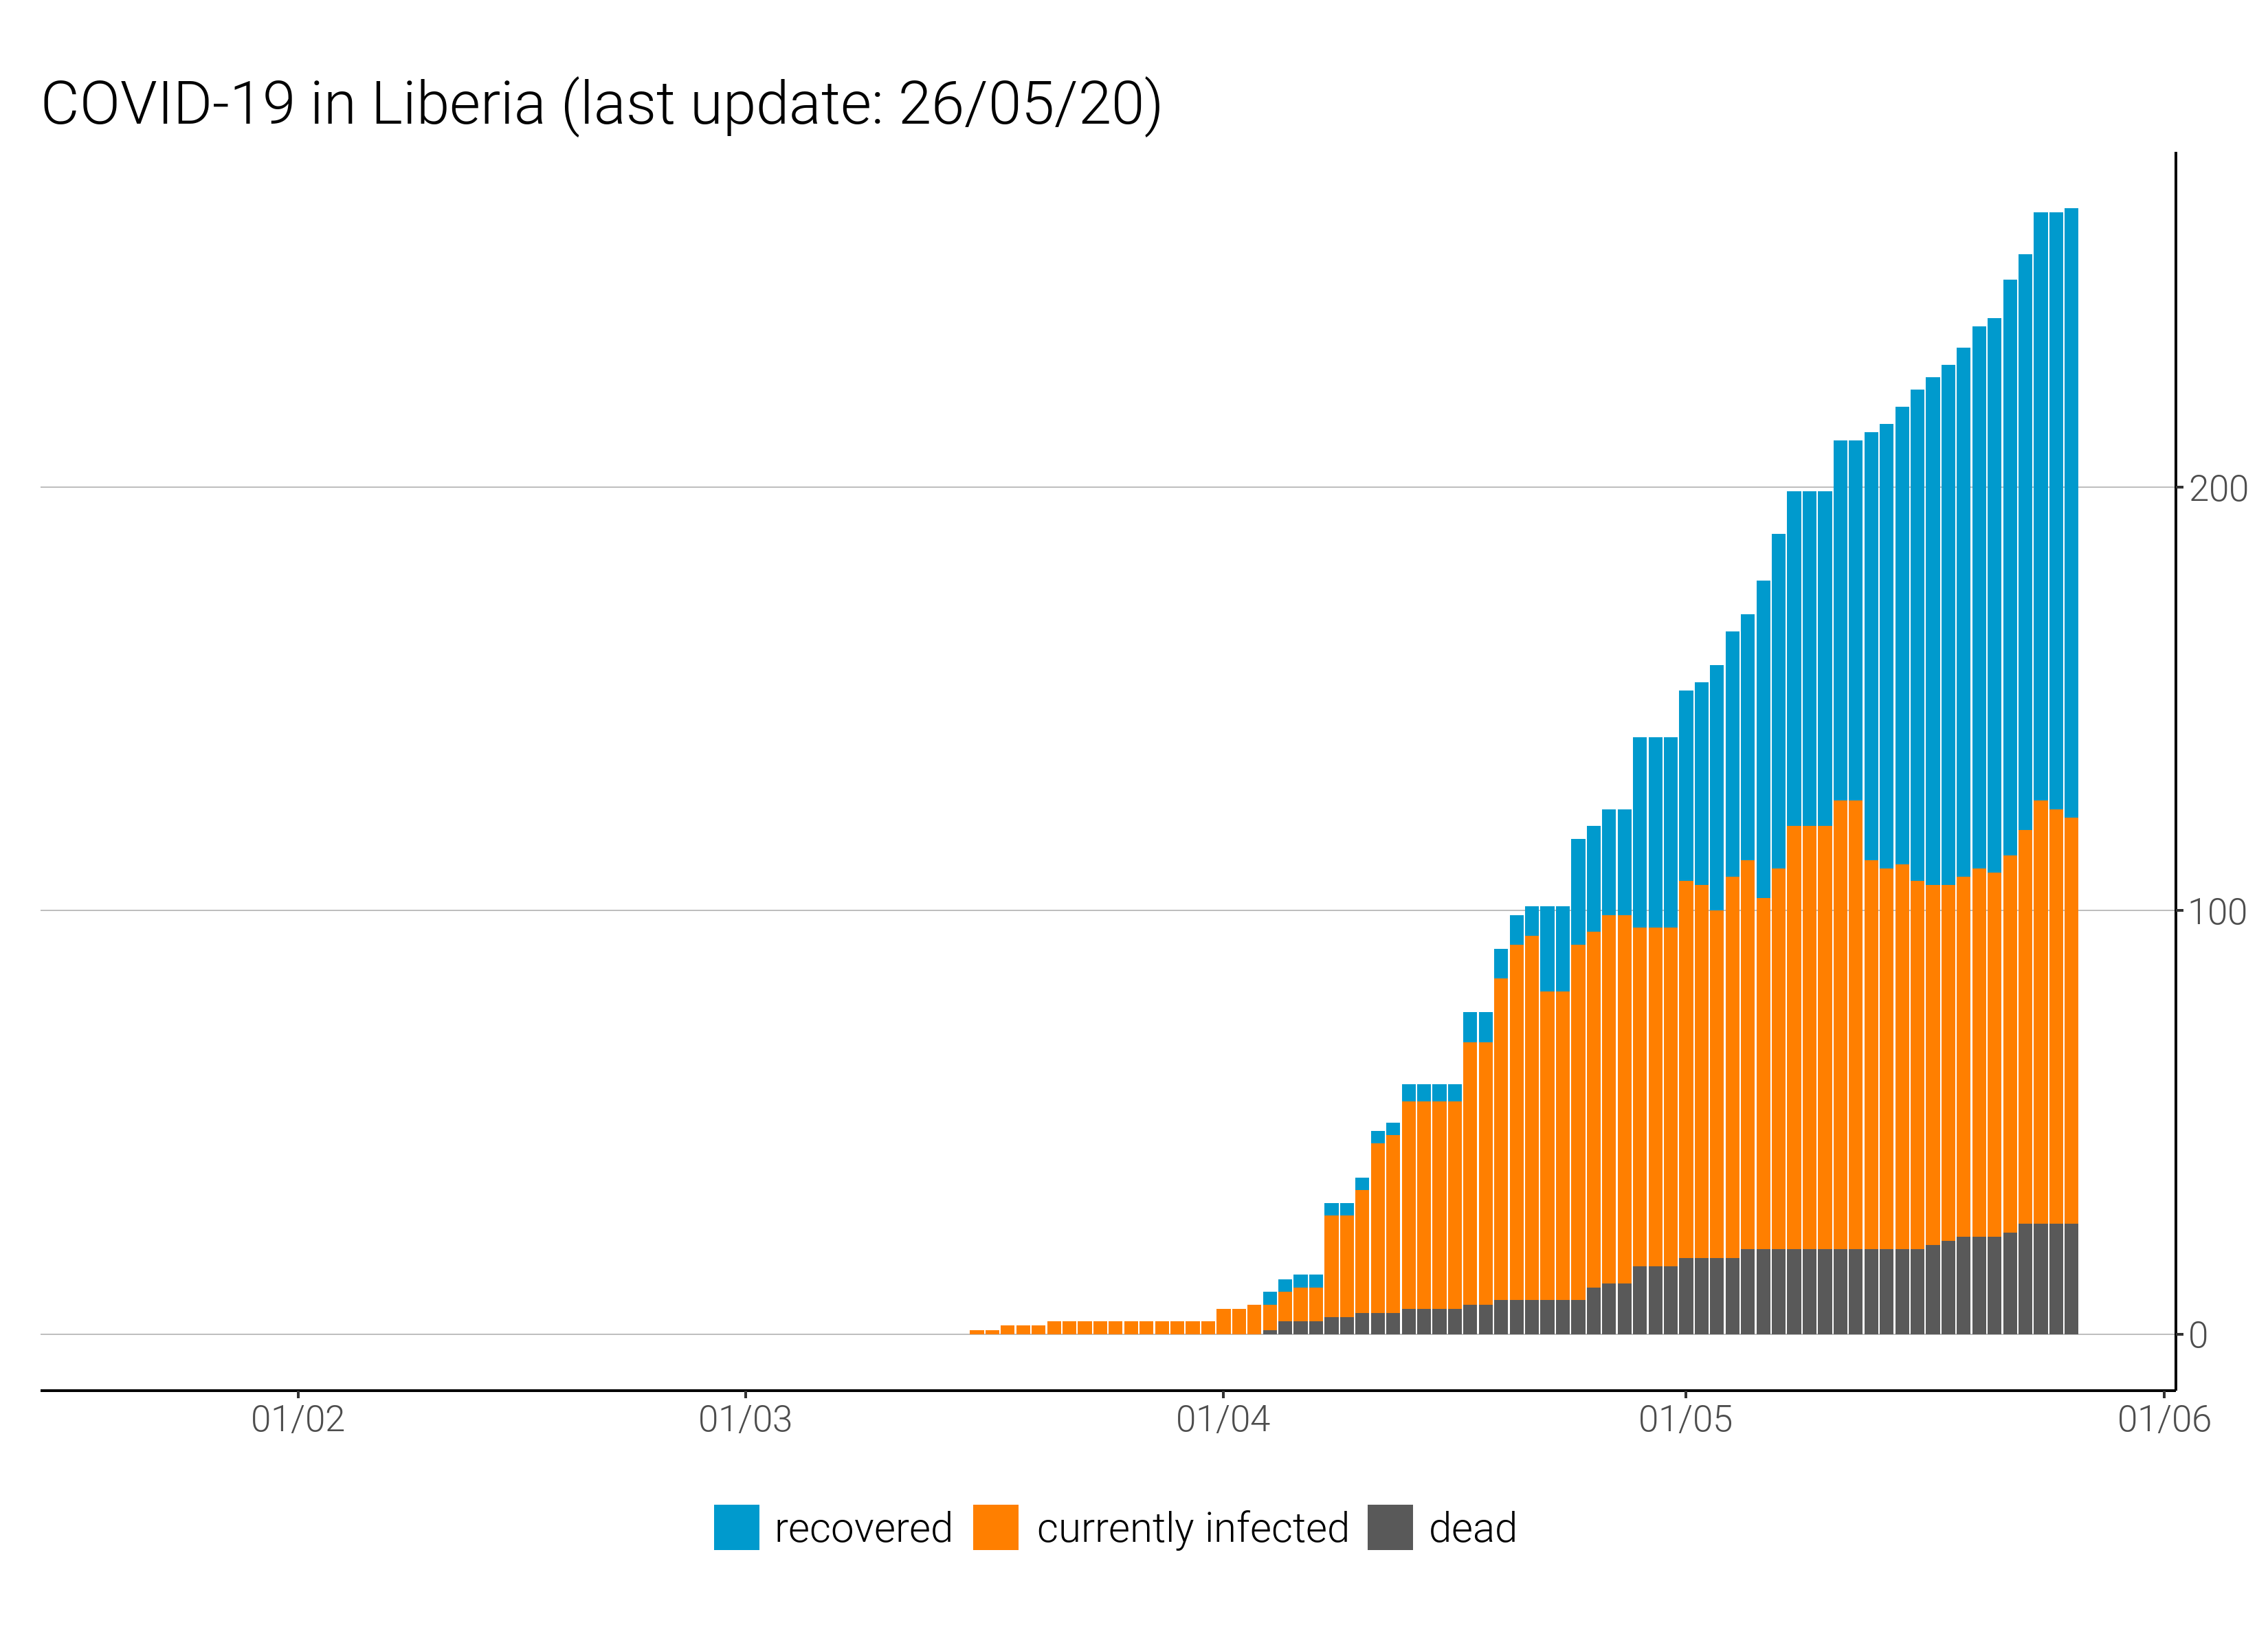 COVID-19 in Liberia (last update: 26/05/20)
200
100
0
01/02 01/03 01/04 01/05 01/06
recovered currently infected dead